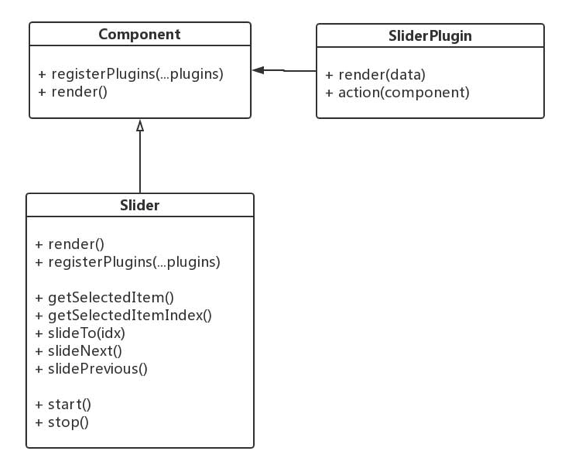 Component
+ registerPlugins(...plugins)
+ render()
SliderPlugin
+ render(data)
+ action(component)
Slider
+ render()
+ registerPlugins(...plugins)
+ getSelectedItem()
+ getSelectedItemIndex()
+ slideTo(idx)
+ slideNext()
+ slidePrevious()
+ start()
+ stop()